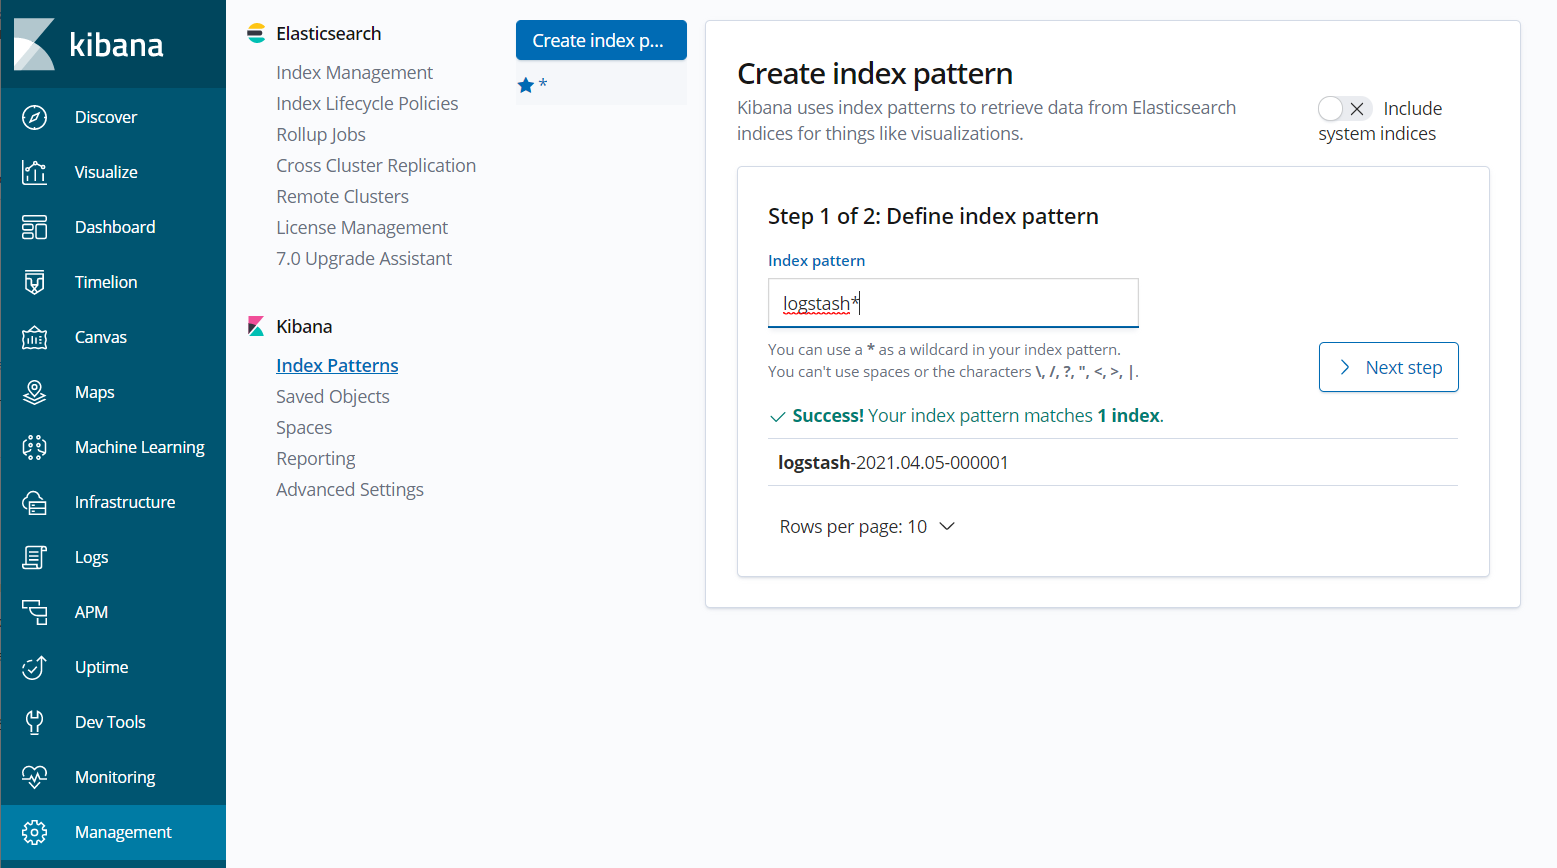 kibana
Discover
Visualize
Dashboard
Timelion
Canvas
Maps
Machine Learning
Infrastructure
Logs
APM
Uptime
Dev Tools
Monitoring
Management
Elasticsearch
Index Management
Index Lifecycle Policies
Rollup Jobs
Cross Cluster Replication
Remote Clusters
License Management
7.0 Upgrade Assistant
Kibana
Index Patterns
Saved Objects
Spaces
Reporting
Advanced Settings
Create index p...
*
Create index pattern
Kibana uses index patterns to retrieve data from Elasticsearch
indices for things like visualizations.
Include
system indices
Step 1 of 2: Define index pattern
Index pattern
logstash*
You can use a * as a wildcard in your index pattern.
You can't use spaces or the characters \, /, ?, ", <, >, |.
Next step
Success! Your index pattern matches 1 index.
logstash-2021.04.05-000001
Rows per page: 10